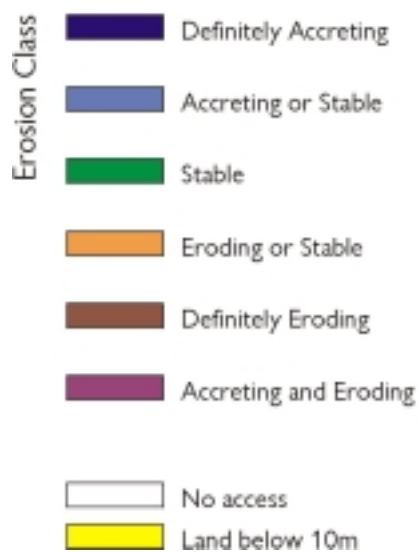 Erosion Class
Definitely Accreting
Accreting or Stable
Stable
Eroding or Stable
Definitely Eroding
Accreting and Eroding
No access
Land below 10m